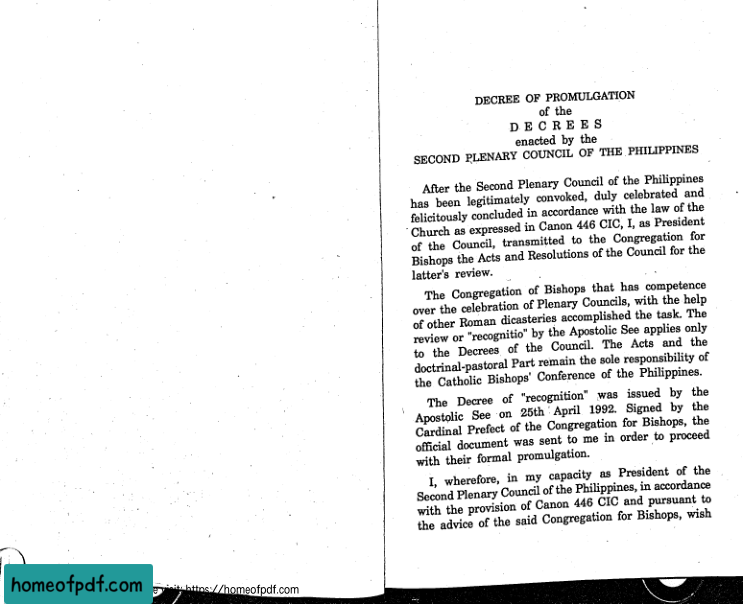 DECREE OF PROMULGATION
of the
D E C R E E S
enacted by the
SECOND PLENARY COUNCIL OF THE PHILIPPINES
After the Second Plenary Council of the Philippines
has been legitimately convoked, duly celebrated and
felicitously concluded in accordance with the law of the
Church as expressed in Canon 446 CIC, I, as President
of the Council, transmitted to the Congregation for
Bishops the Acts and Resolutions of the Council for the
latter's review.
The Congregation of Bishops that has competence
over the celebration of Plenary Councils, with the help
of other Roman dicasteries accomplished the task. The
review or "recognitio" by the Apostolic See applies only
to the Decrees of the Council. The Acts and the
doctrinal-pastoral Part remain the sole responsibility of
the Catholic Bishops' Conference of the Philippines.
The Decree of "recognition" was issued by the
Apostolic See on 25th April 1992. Signed by the
Cardinal Prefect of the Congregation for Bishops, the
official document was sent to me in order to proceed
with their formal promulgation.
I, wherefore, in my capacity as President of the
Second Plenary Council of the Philippines, in accordance
with the provision of Canon 446 CIC and pursuant to
the advice of the said Congregation for Bishops, wish
homeofpdf.com
visit: https://homeofpdf.com